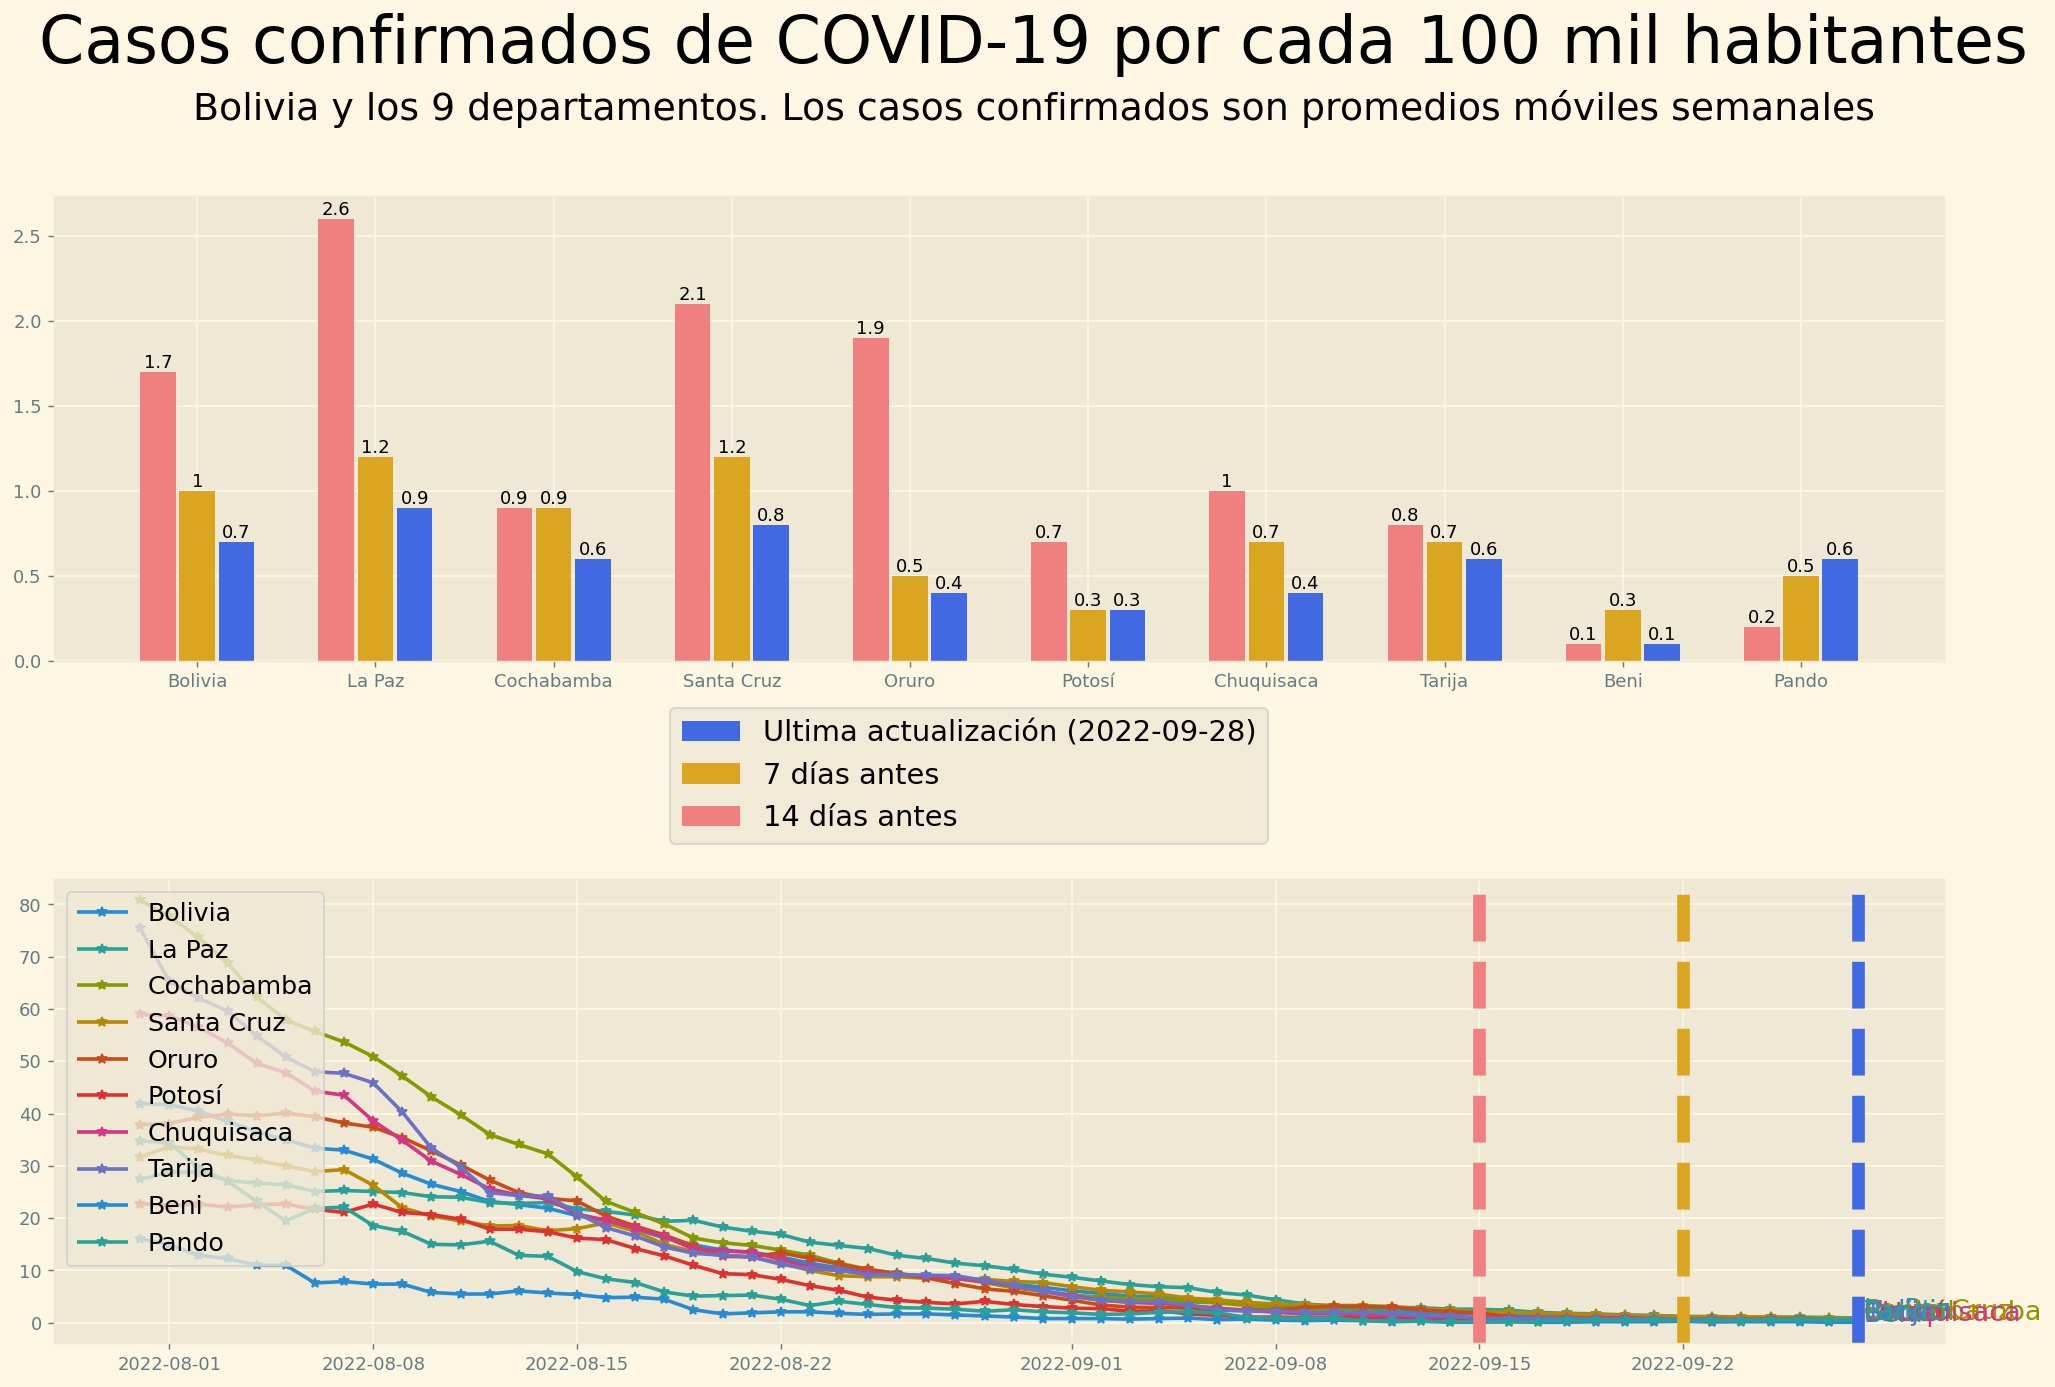 Casos confirmados de COVID-19 por cada 100 mil habitantes
Bolivia y los 9 departamentos. Los casos confirmados son promedios móviles semanales
2.5
2.0
1.5
1.0
0.5
0.0
1.7 1 0.7
2.6 1.2 0.9
0.9 0.9 0.6
2.1 1.2 0.8
1.9 0.5 0.4
0.7 0.3 0.3
1 0.7 0.4
0.8 0.7 0.6
0.1 0.3 0.1
0.2 0.5 0.6
Bolivia La Paz Cochabamba Santa Cruz Oruro Potosí Chuquisaca Tarija Beni Pando
Ultima actualización (2022-09-28)
7 días antes
14 días antes
80
70
60
50
40
30
20
10
0
Bolivia
La Paz
Cochabamba
Santa Cruz
Oruro
Potosí
Chuquisaca
Tarija
Beni
Pando
2022-08-01 2022-08-08 2022-08-15 2022-08-22 2022-09-01 2022-09-08 2022-09-15 2022-09-22